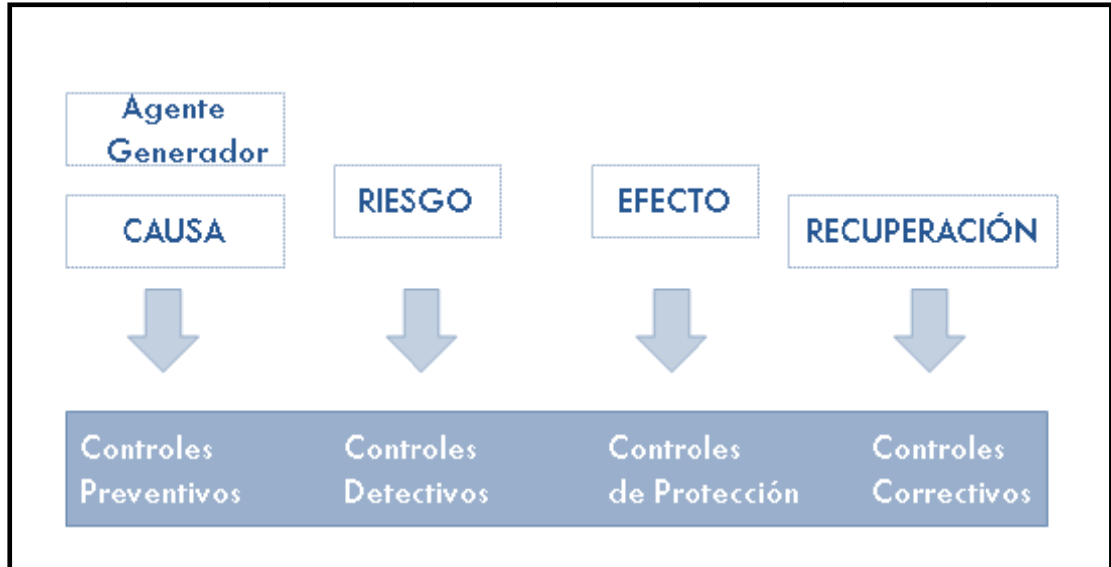 Agente
Generador
CAUSA
RIESGO
EFECTO
RECUPERACIÓN
Controles
Preventivos
Controles
Detectivos
Controles
de Protección
Controles
Correctivos